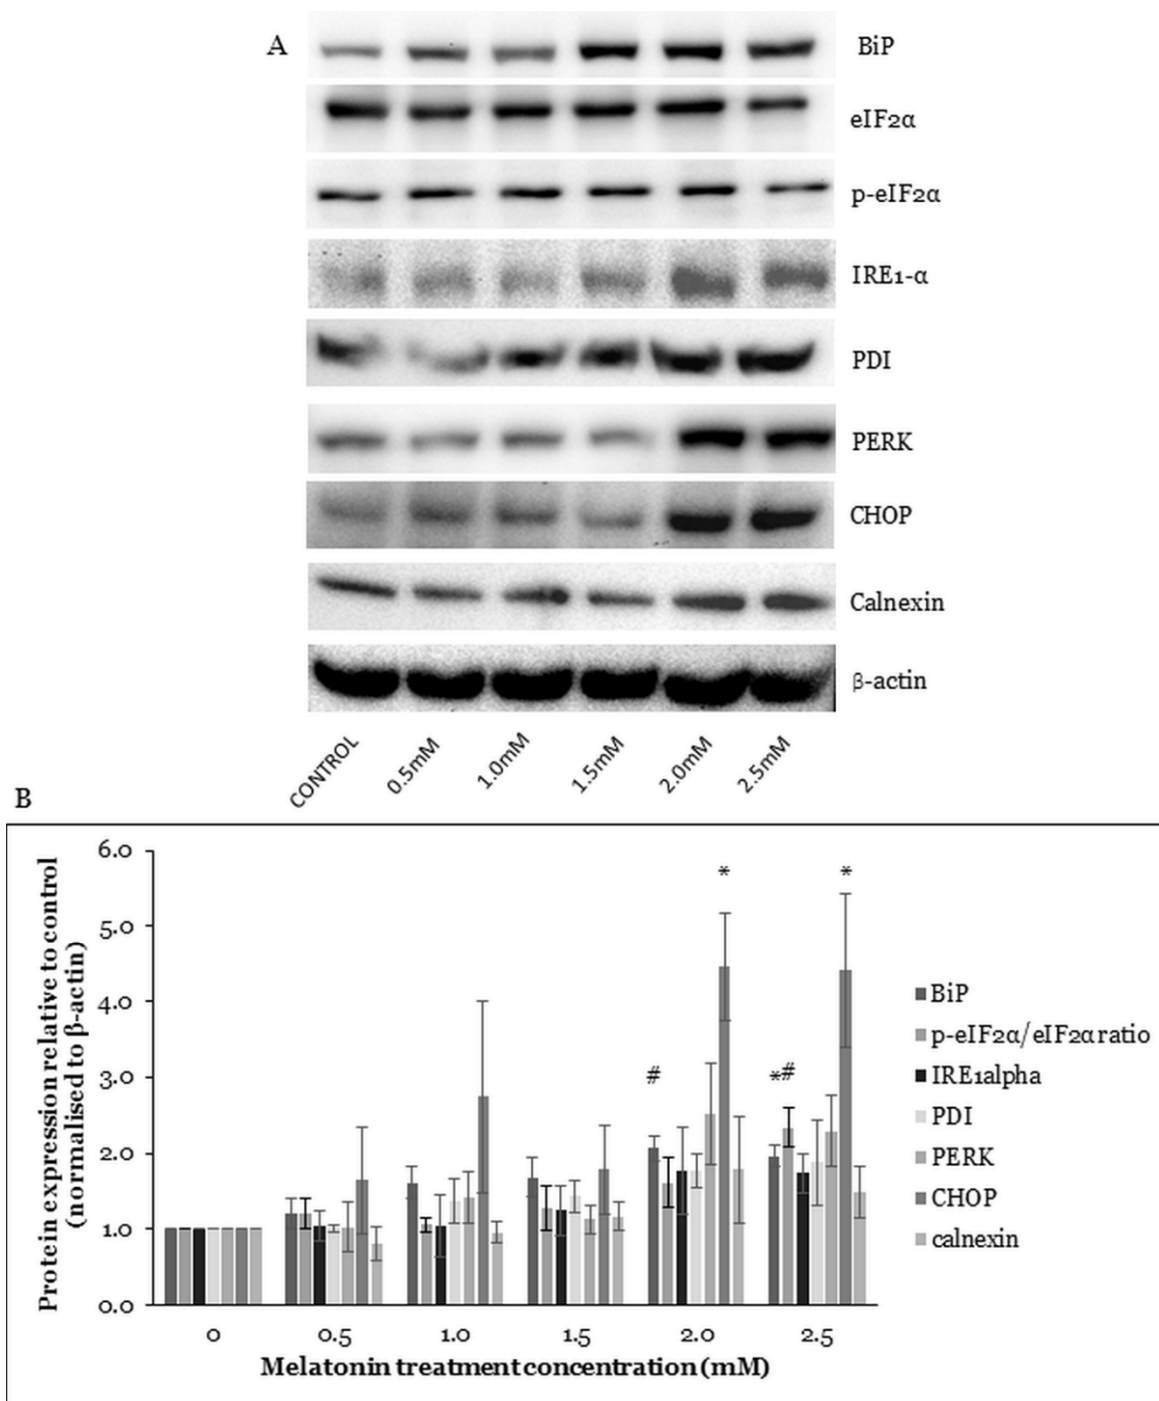 A
BiP
eIF2α
p-eIF2α
IRE1-α
PDI
PERK
CHOP
Calnexin
β-actin
CONTROL
0.5mM
1.0mM
1.5mM
2.0mM
2.5mM
B
Protein expression relative to control
(normalised to β-actin)
6.0
5.0
4.0
3.0
2.0
1.0
0.0
*
*
#
*#
BiP
p-eIF2α/eIF2α ratio
IRE1alpha
PDI
PERK
CHOP
calnexin
0
0.5
1.0
1.5
2.0
2.5
Melatonin treatment concentration (mM)